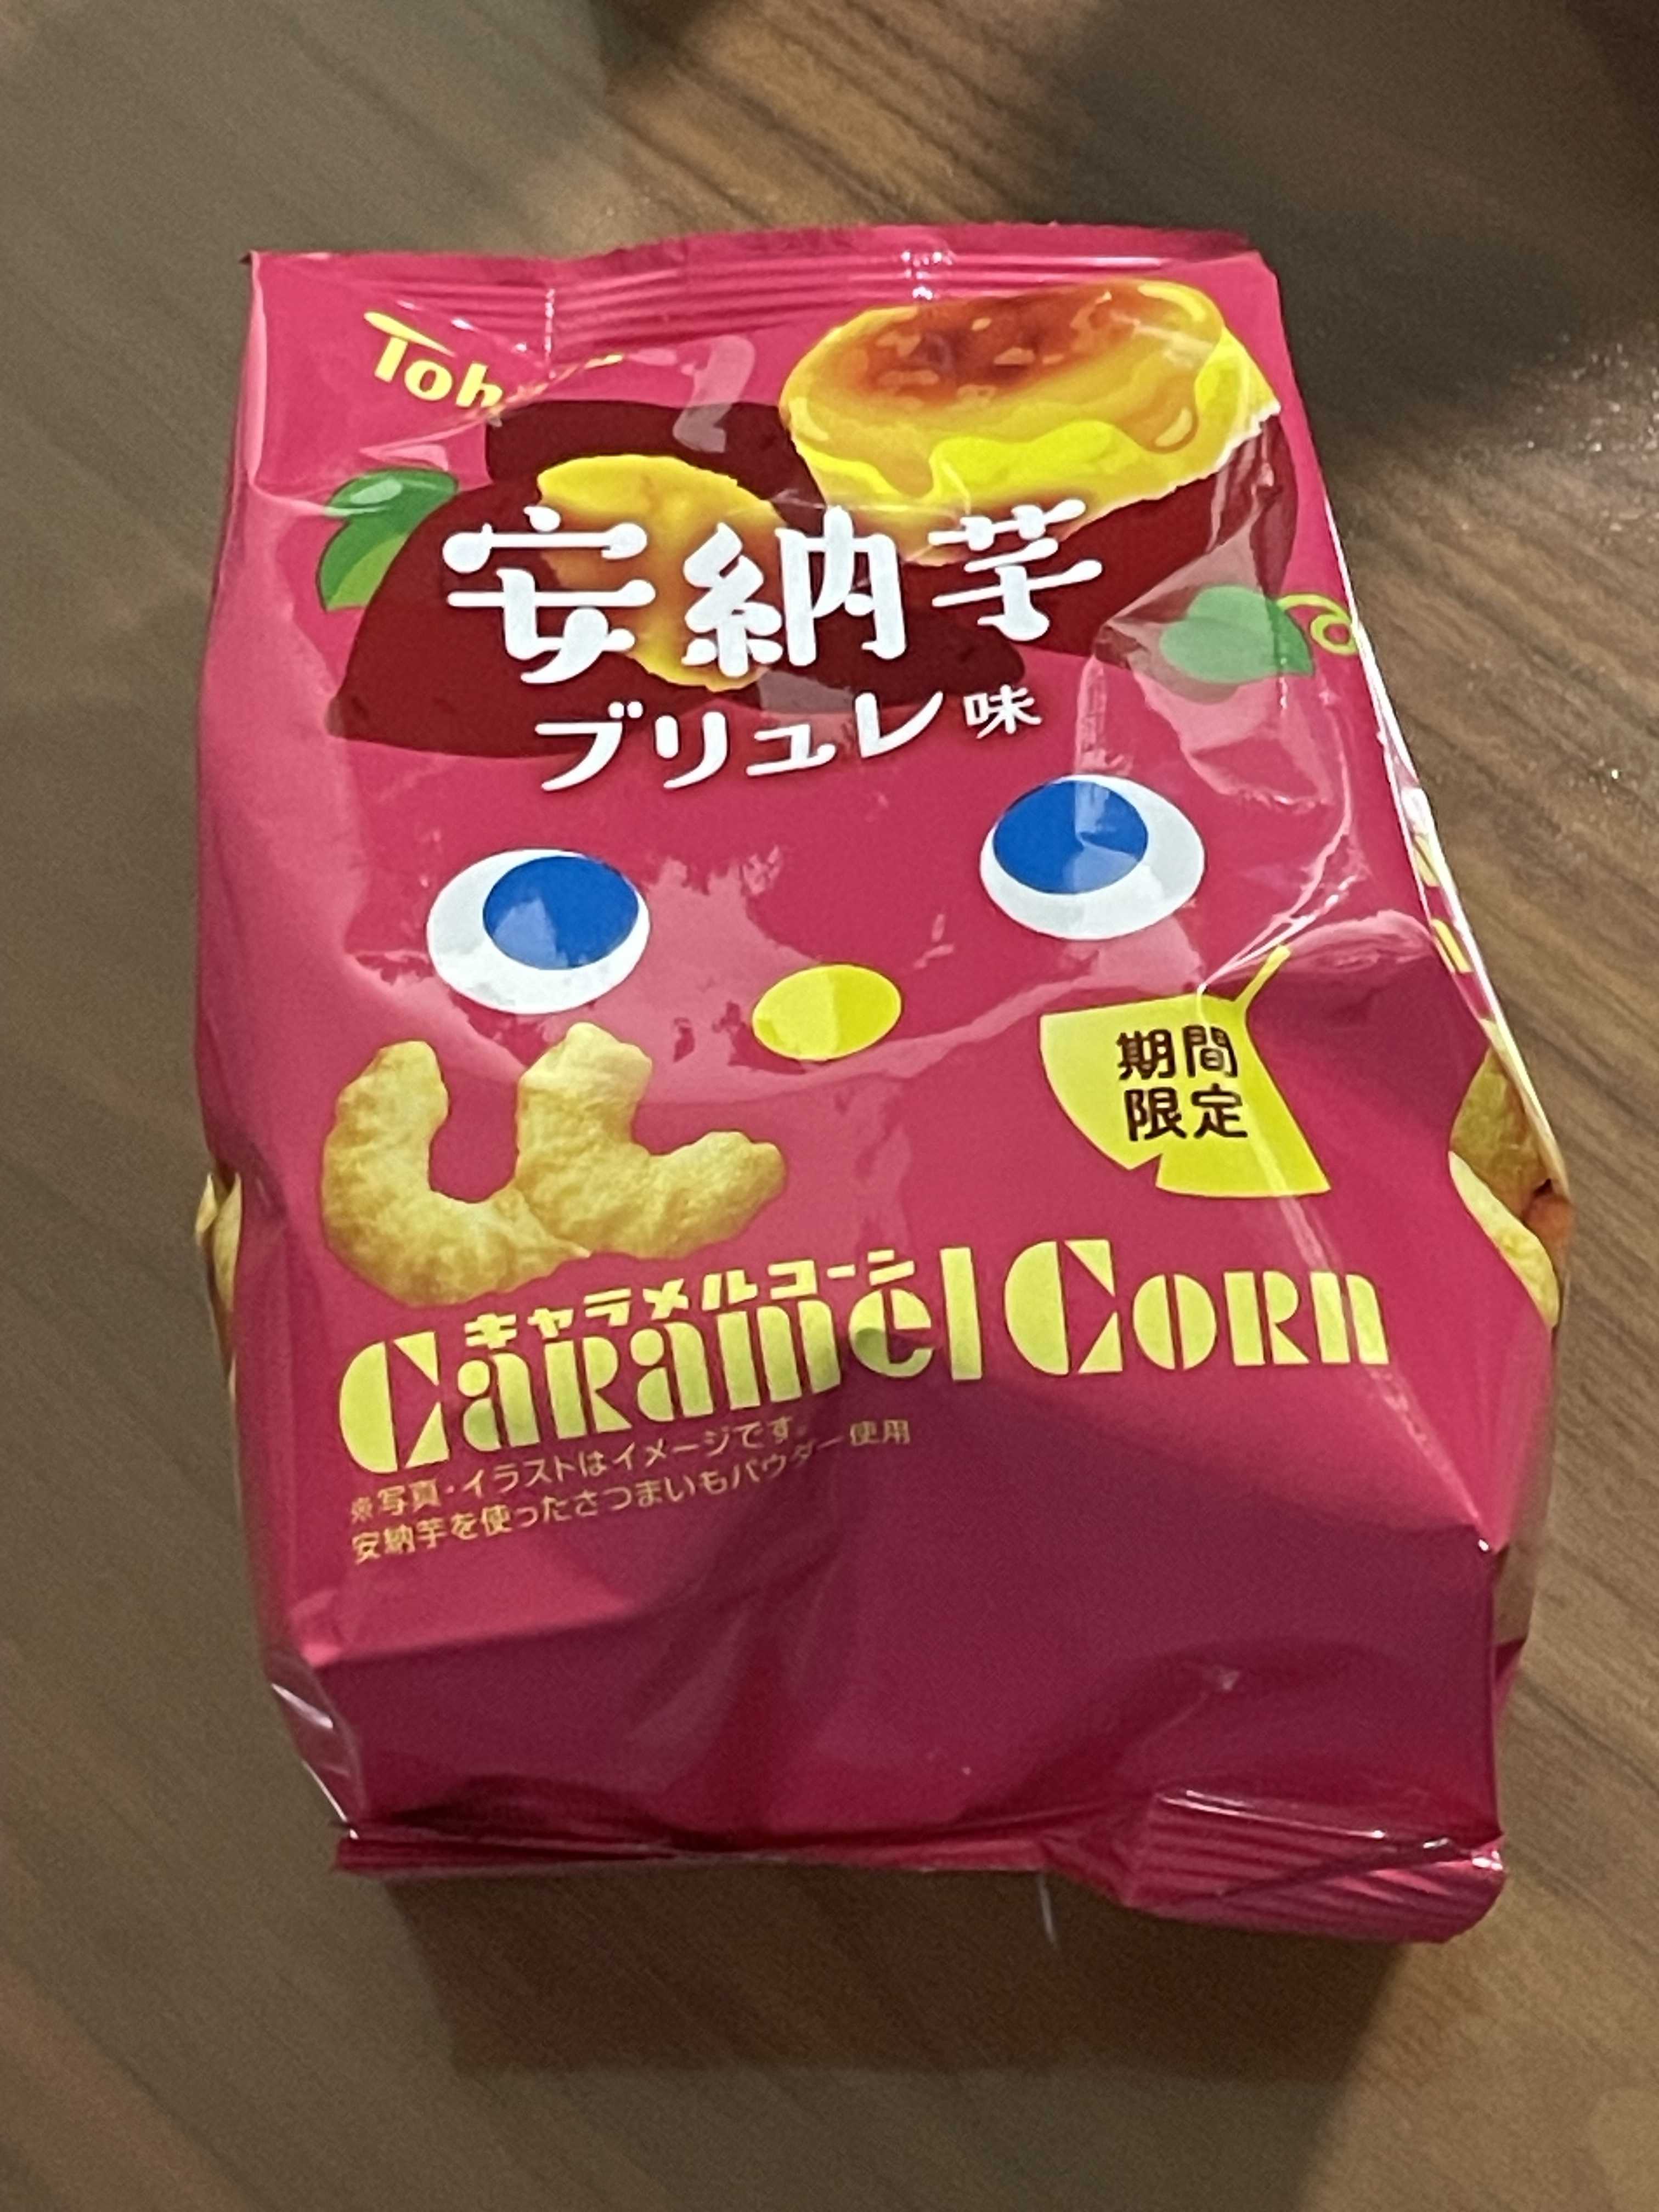 Toh
安納芋
ブリュレ味
期間
限定
キャラメルコーン
Caramel Corn
※写真・イラストはイメージです。
安納芋を使ったさつまいもパウダー使用